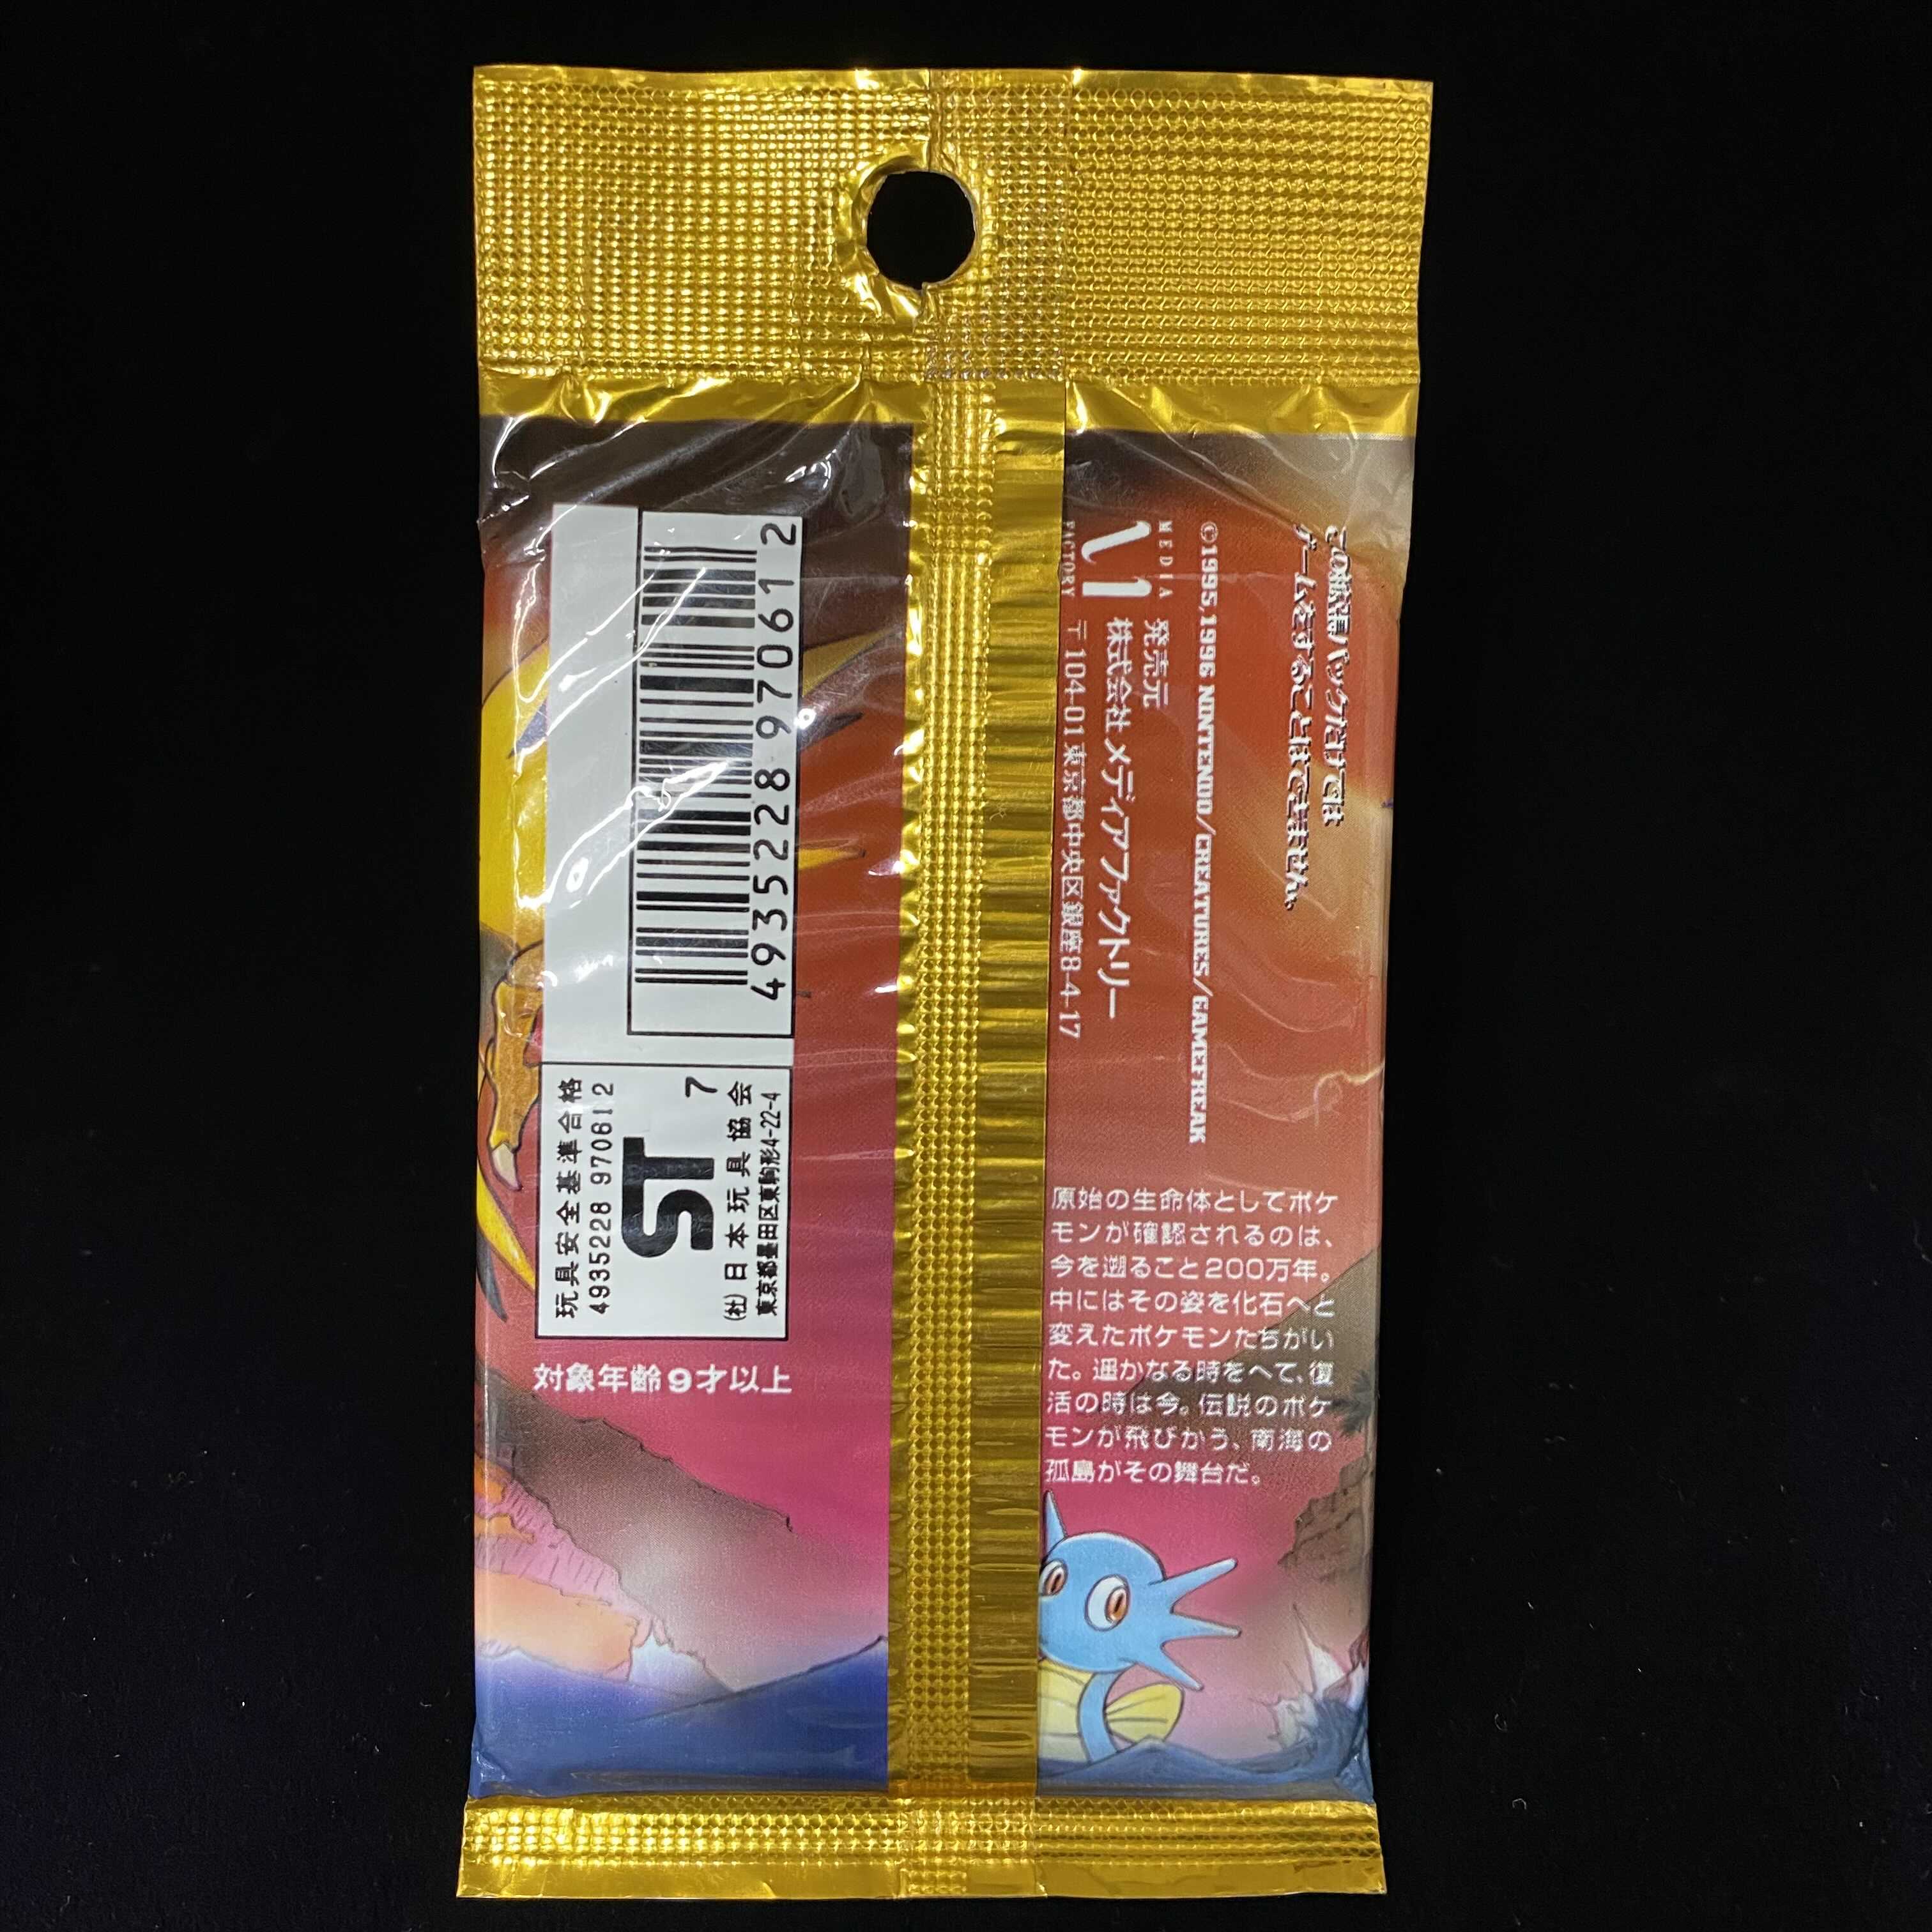 4935228970612
玩具安全基準合格
4935228 970612
ST
7
(社)日本玩具協会
東京都墨田区東駒形4-22-4
対象年齢9才以上
この拡張パックだけでは
ゲームをすることはできません。
©1995,1996 NINTENDO/CREATURES/GAMEFREAK
MEDIA
FACTORY
発売元
株式会社メディアファクトリー
〒104-01 東京都中央区銀座8-4-17
原始の生命体としてポケ
モンが確認されるのは、
今を遡ること200万年。
中にはその姿を化石へと
変えたポケモンたちがい
た。遥かなる時をへて、復
活の時は今。伝説のポケ
モンが飛びかう、南海の
孤島がその舞台だ。